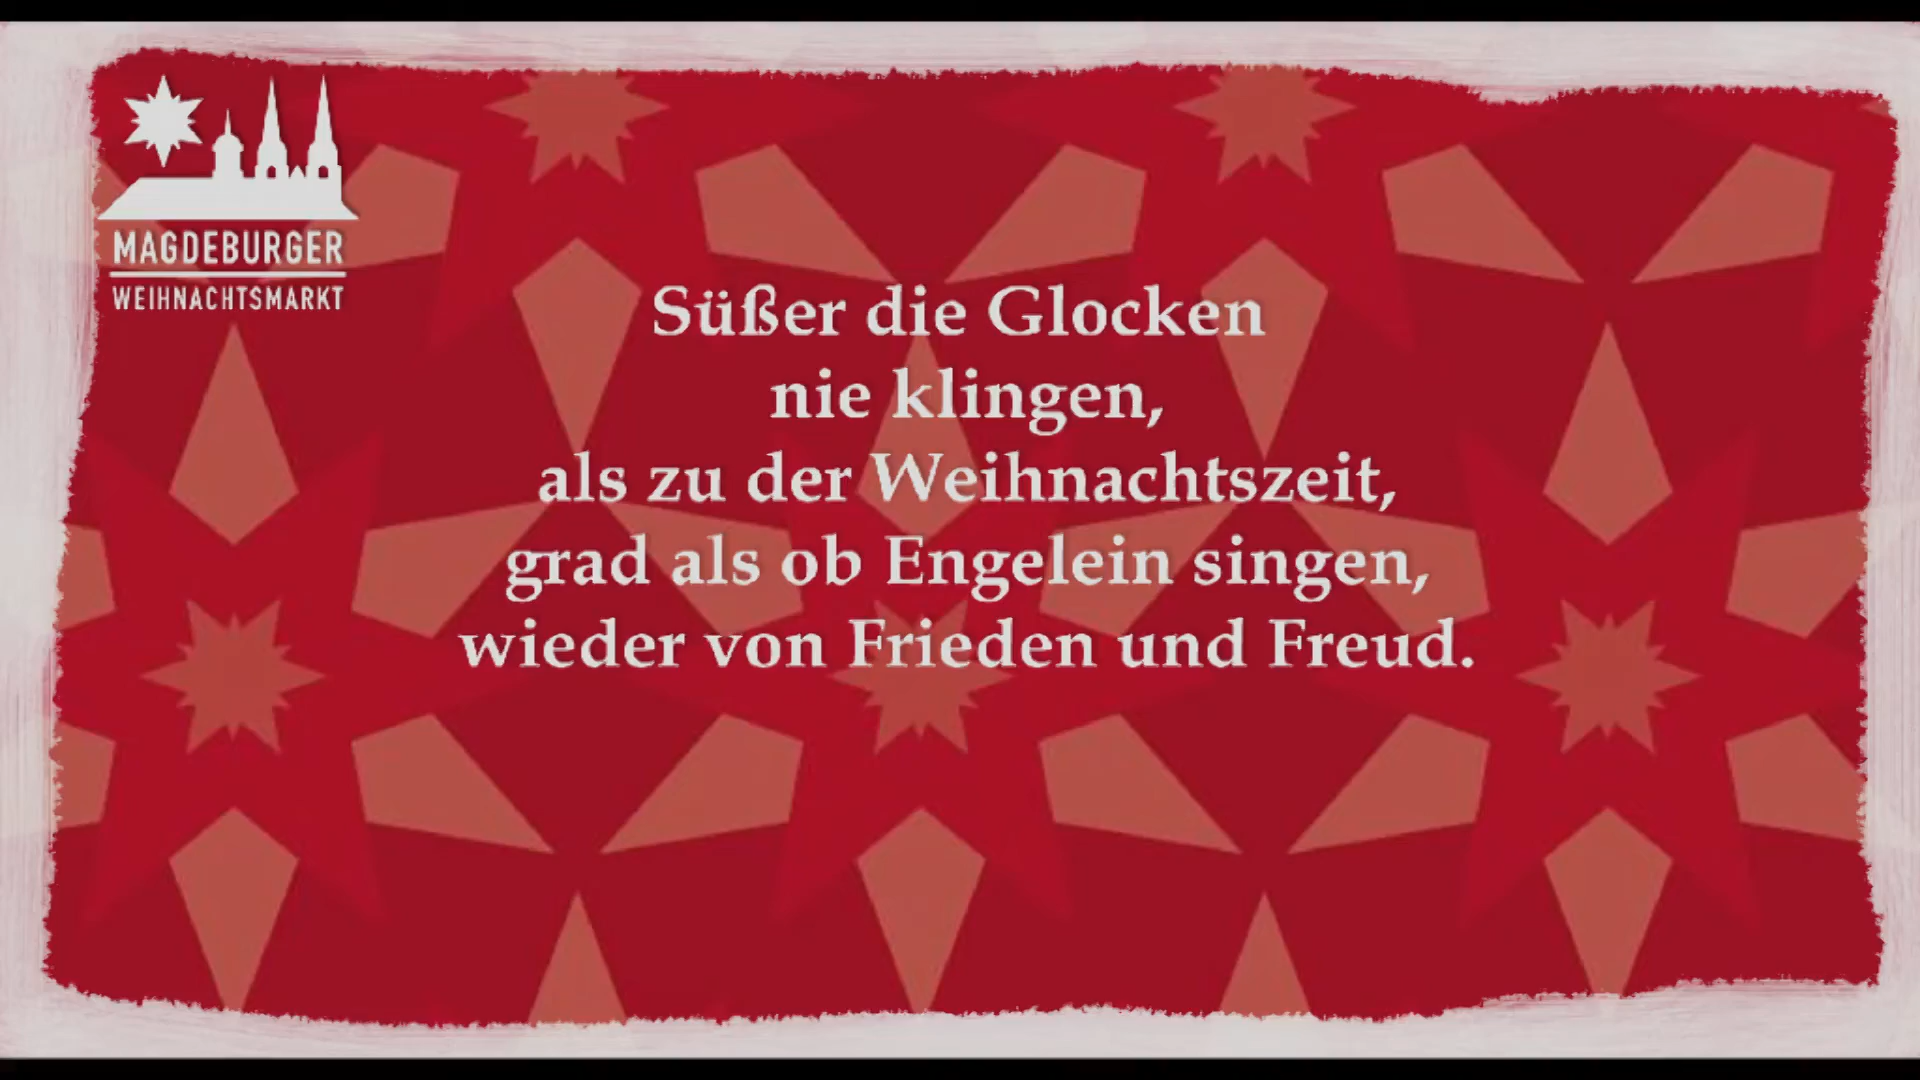 MAGDEBURGER
WEIHNACHTSMARKT
Süßer die Glocken
nie klingen,
als zu der Weihnachtszeit,
grad als ob Engelein singen,
wieder von Frieden und Freud.